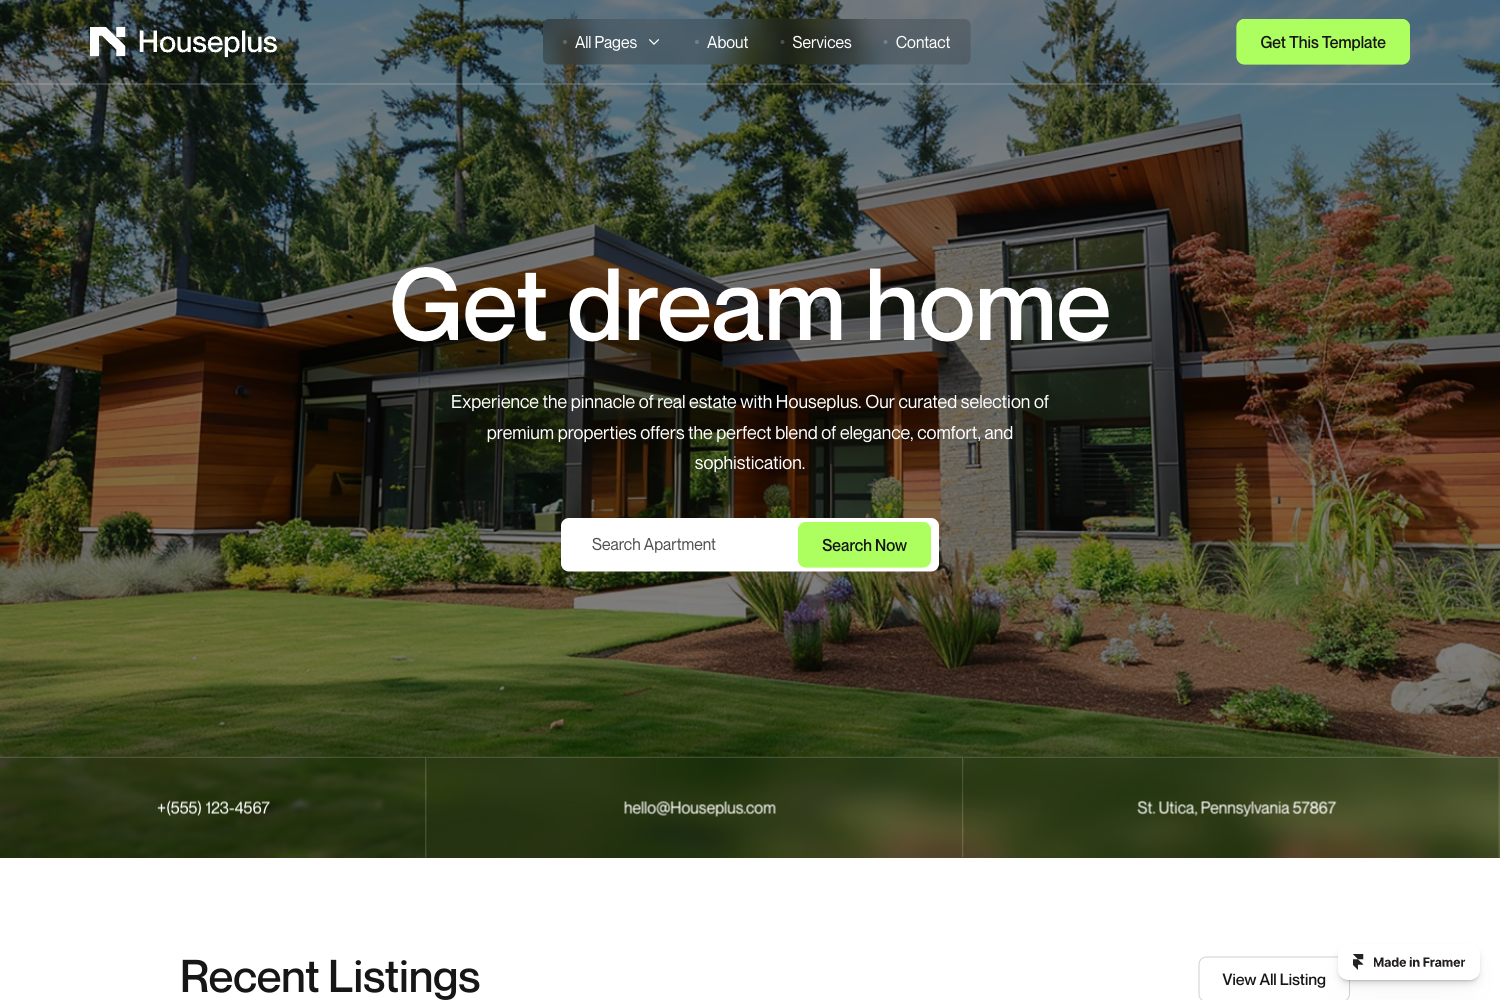 Houseplus
All Pages
About
Services
Contact
Get This Template
Get dream home
Experience the pinnacle of real estate with Houseplus. Our curated selection of
premium properties offers the perfect blend of elegance, comfort, and
sophistication.
Search Apartment
Search Now
+(555) 123-4567
hello@Houseplus.com
St. Utica, Pennsylvania 57867
Recent Listings
View All Listing
Made in Framer